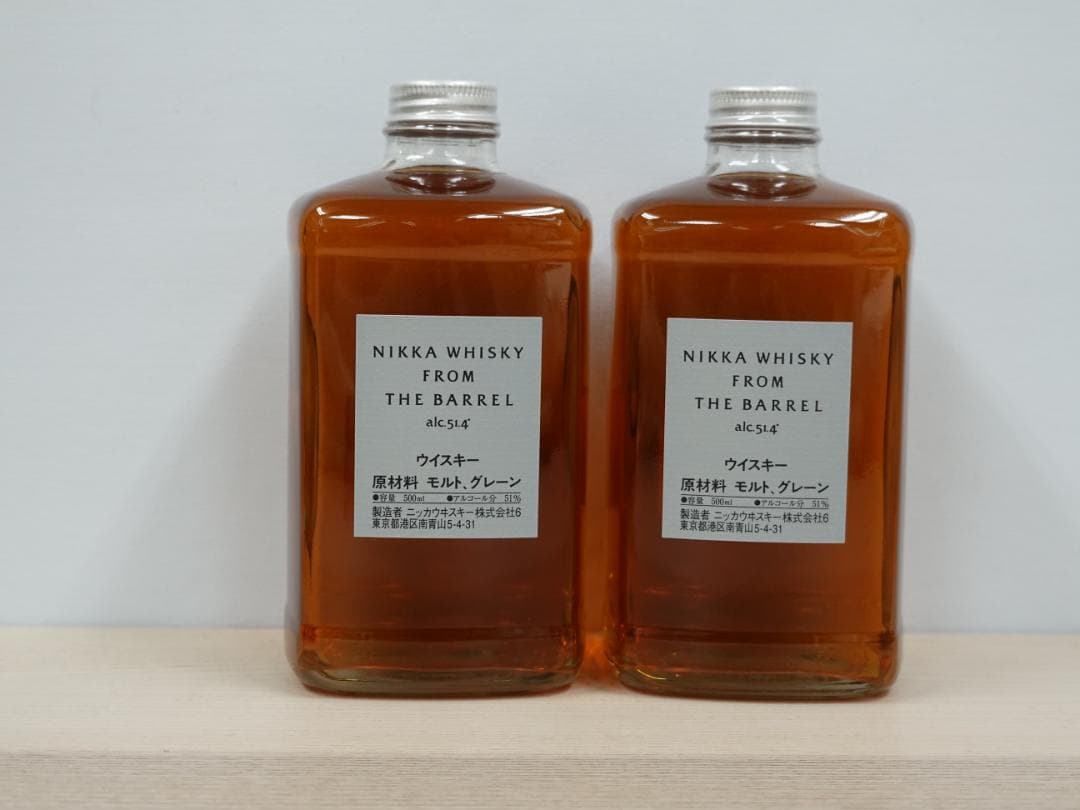 NIKKA WHISKY
FROM
THE BARREL
alc.51.4°
ウイスキー
原材料 モルト、グレーン
●容量 500ml ●アルコール分 51%
製造者 ニッカウヰスキー株式会社6
東京都港区南青山5-4-31
NIKKA WHISKY
FROM
THE BARREL
alc.51.4°
ウイスキー
原材料 モルト、グレーン
●容量 500ml ●アルコール分 51%
製造者 ニッカウヰスキー株式会社6
東京都港区南青山5-4-31